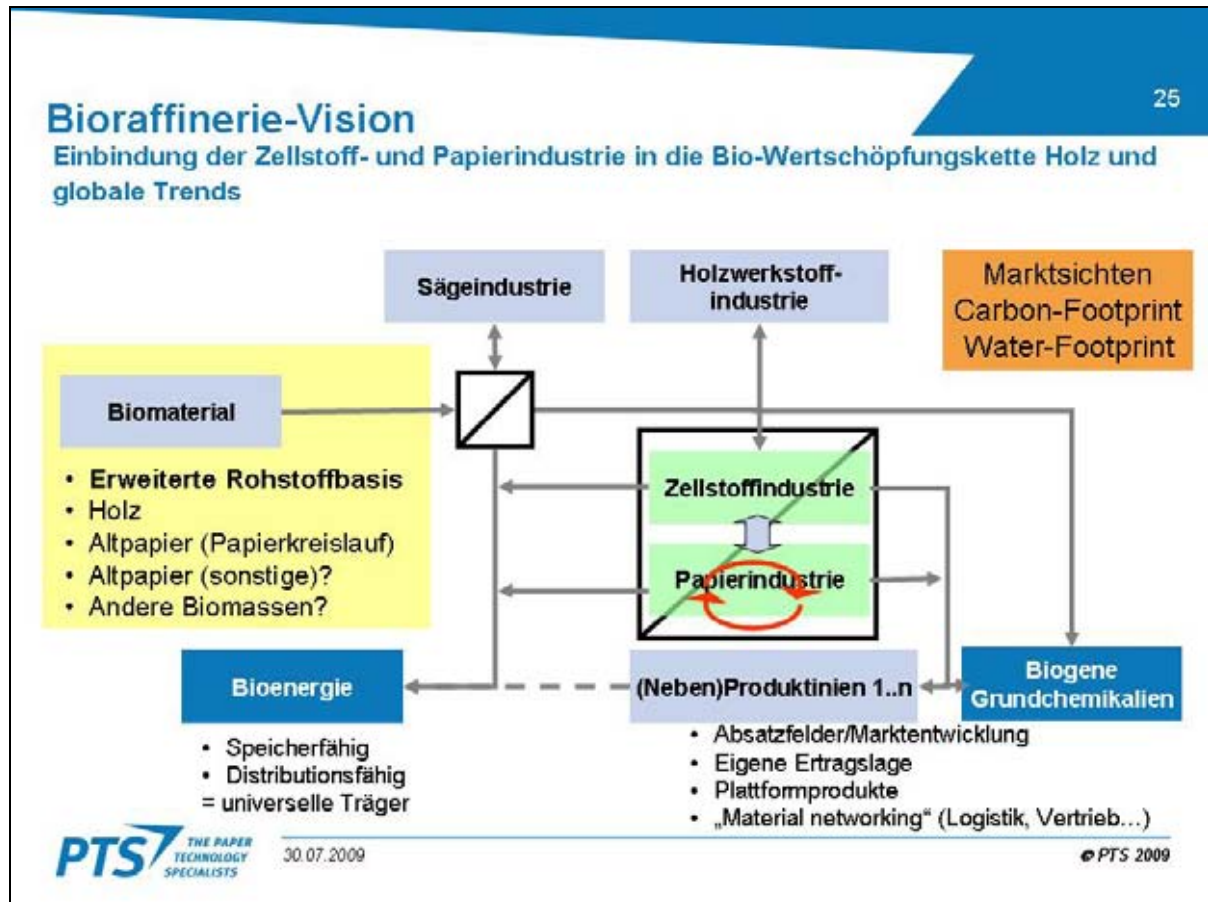 25
Bioraffinerie-Vision
Einbindung der Zellstoff- und Papierindustrie in die Bio-Wertschöpfungskette Holz und
globale Trends
Sägeindustrie
Holzwerkstoff-
industrie
Marktsichten
Carbon-Footprint
Water-Footprint
Biomaterial
• Erweiterte Rohstoffbasis
• Holz
• Altpapier (Papierkreislauf)
• Altpapier (sonstige)?
• Andere Biomassen?
Zellstoffindustrie
Papierindustrie
Bioenergie
• Speicherfähig
• Distributionsfähig
= universelle Träger
(Neben)Produktinien 1..n
• Absatzfelder/Marktentwicklung
• Eigene Ertragslage
• Plattformprodukte
• „Material networking“ (Logistik, Vertrieb…)
Biogene
Grundchemikalien
PTS THE PAPER
TECHNOLOGY
SPECIALISTS
30.07.2009
© PTS 2009